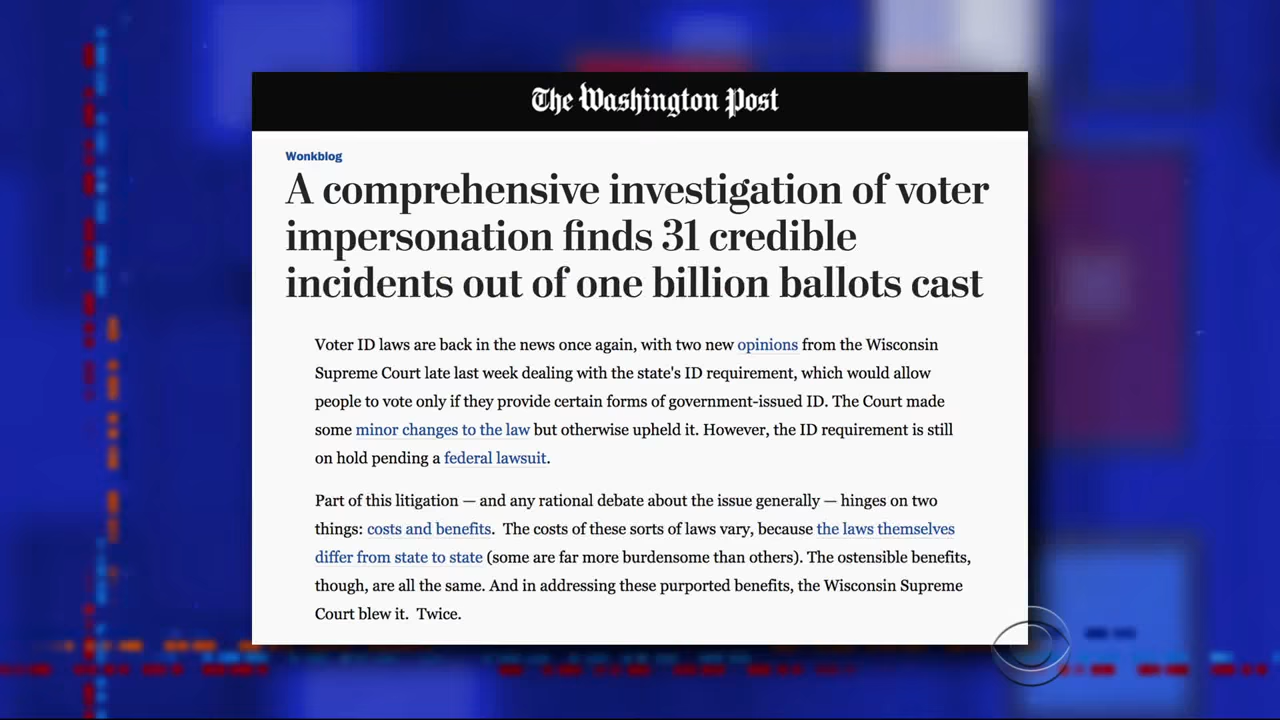 The Washington Post
Wonkblog
A comprehensive investigation of voter
impersonation finds 31 credible
incidents out of one billion ballots cast
Voter ID laws are back in the news once again, with two new opinions from the Wisconsin
Supreme Court late last week dealing with the state's ID requirement, which would allow
people to vote only if they provide certain forms of government-issued ID. The Court made
some minor changes to the law but otherwise upheld it. However, the ID requirement is still
on hold pending a federal lawsuit.
Part of this litigation — and any rational debate about the issue generally — hinges on two
things: costs and benefits. The costs of these sorts of laws vary, because the laws themselves
differ from state to state (some are far more burdensome than others). The ostensible benefits,
though, are all the same. And in addressing these purported benefits, the Wisconsin Supreme
Court blew it. Twice.